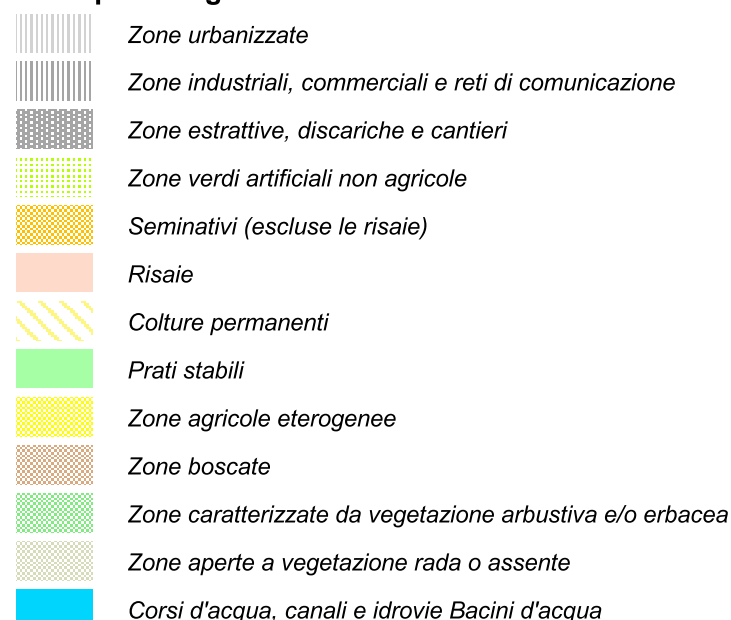 Zone urbanizzate
Zone industriali, commerciali e reti di comunicazione
Zone estrattive, discariche e cantieri
Zone verdi artificiali non agricole
Seminativi (escluse le risaie)
Risaie
Colture permanenti
Prati stabili
Zone agricole eterogenee
Zone boscate
Zone caratterizzate da vegetazione arbustiva e/o erbacea
Zone aperte a vegetazione rada o assente
Corsi d'acqua, canali e idrovie Bacini d'acqua